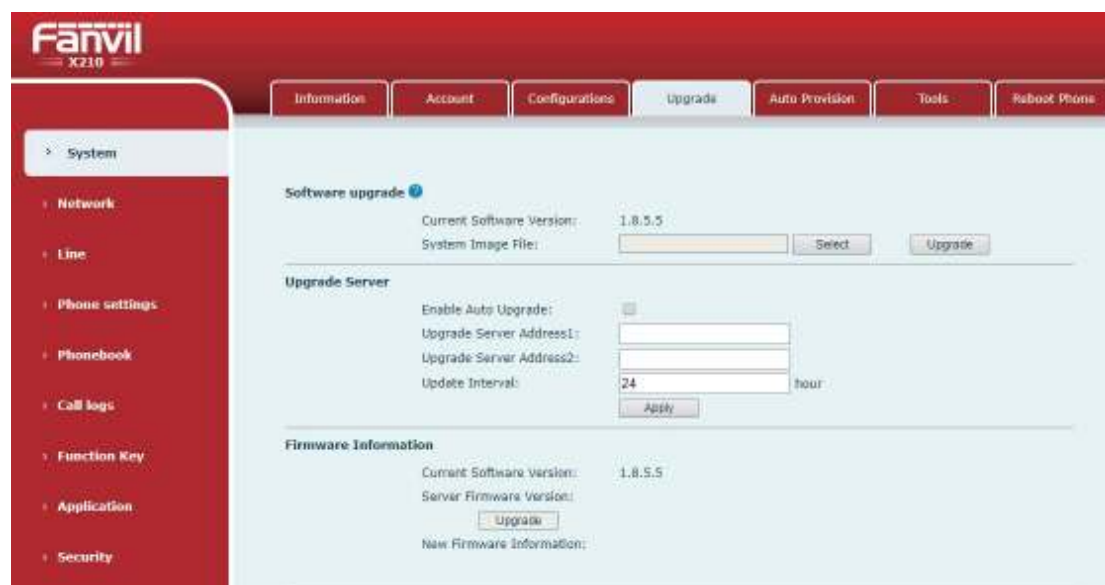 Fanvil
X210
Information Account Configurations Upgrade Auto Provision Tools Reboot Phone
System
Network
Line
Phone settings
Phonebook
Call logs
Function Key
Application
Security
Software upgrade ?
Current Software Version: 1.8.5.5
System Image File: Select Upgrade
Upgrade Server
Enable Auto Upgrade:
Upgrade Server Address1:
Upgrade Server Address2:
Update Interval: 24 hour
Apply
Firmware Information
Current Software Version: 1.8.5.5
Server Firmware Version:
Upgrade
New Firmware Information: